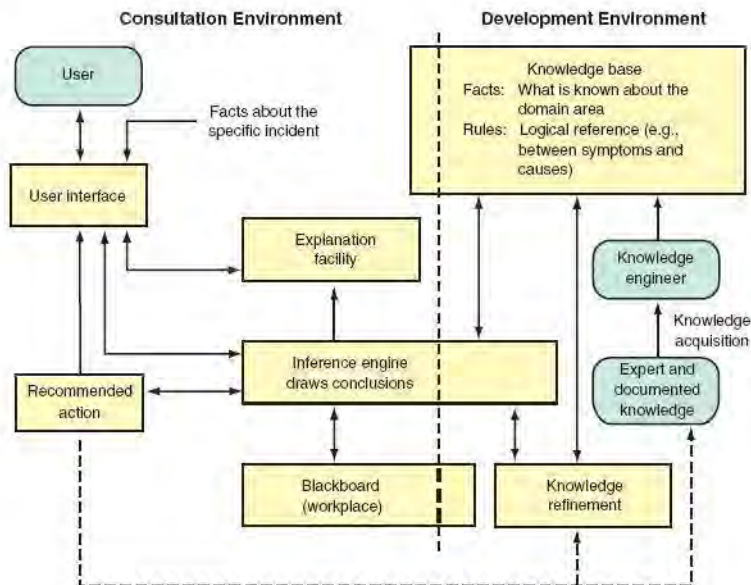 Consultation Environment
Development Environment
User
Facts about the
specific incident
User interface
Knowledge base
Facts: What is known about the
domain area
Rules: Logical reference (e.g.,
between symptoms and
causes)
Explanation
facility
Knowledge
engineer
Knowledge
acquisition
Inference engine
draws conclusions
Recommended
action
Expert and
documented
knowledge
Blackboard
(workplace)
Knowledge
refinement